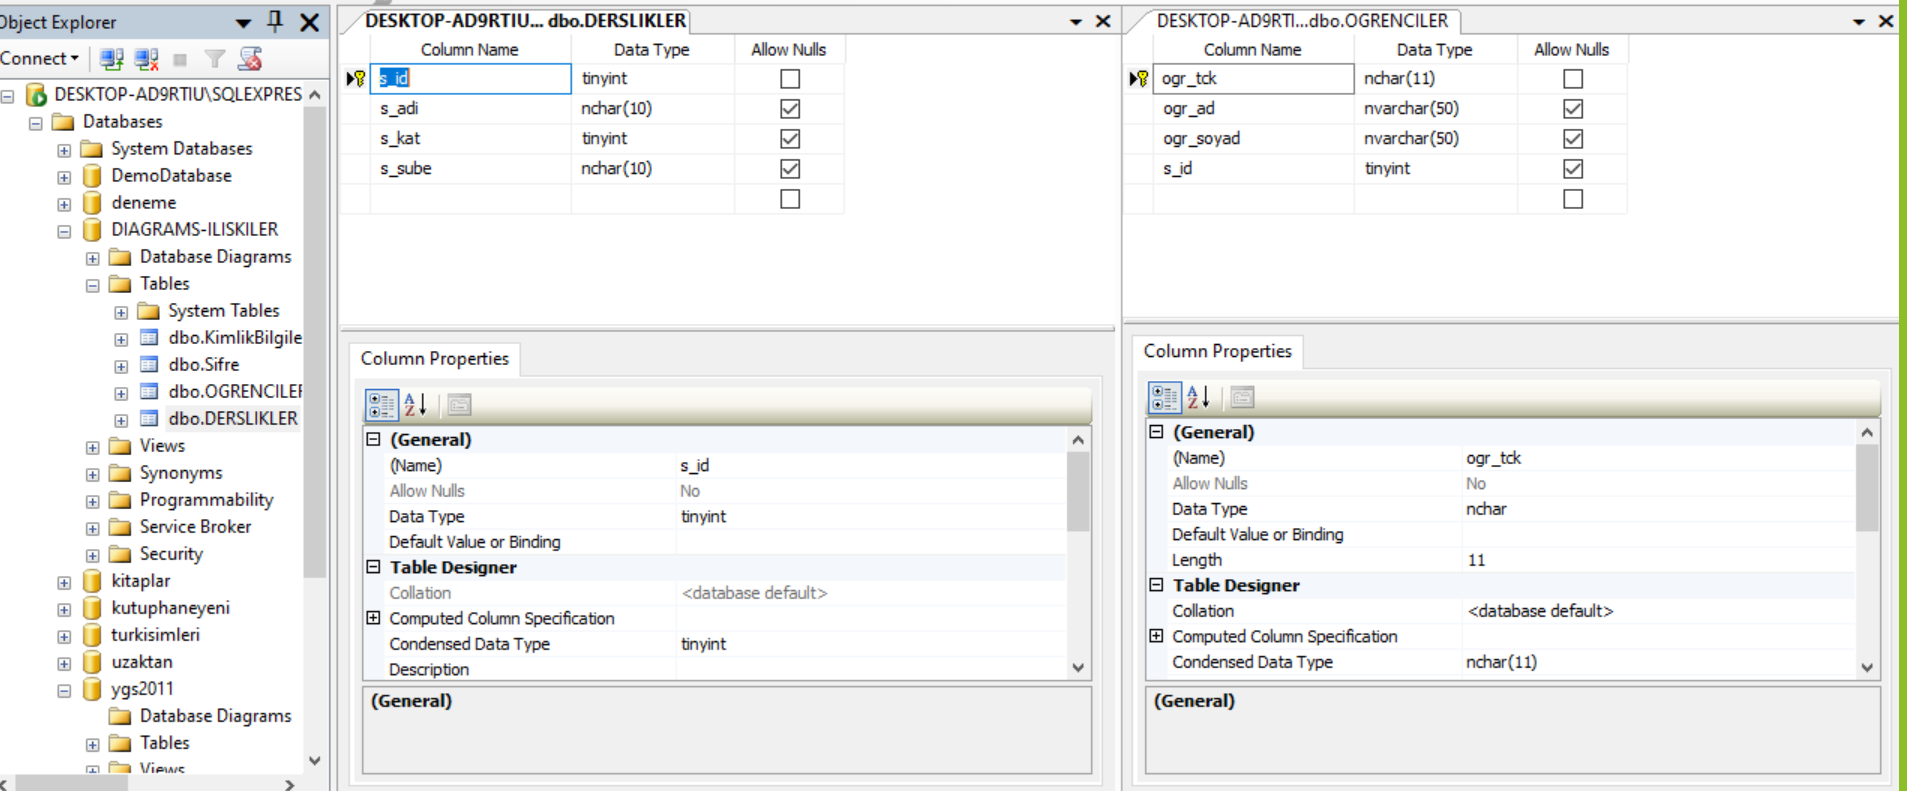 Object Explorer
Connect
DESKTOP-AD9RTIU\SQLEXPRES
Databases
System Databases
DemoDatabase
deneme
DIAGRAMS-ILISKILER
Database Diagrams
Tables
System Tables
dbo.KimlikBilgile
dbo.Sifre
dbo.OGRENCILER
dbo.DERSLIKLER
Views
Synonyms
Programmability
Service Broker
Security
kitaplar
kutuphaneyeni
turkisimleri
uzaktan
ygs2011
Database Diagrams
Tables
Views
DESKTOP-AD9RTIU... dbo.DERSLIKLER
Column Name Data Type Allow Nulls
s_id tinyint
s_adi nchar(10)
s_kat tinyint
s_sube nchar(10)
Column Properties
(General)
(Name) s_id
Allow Nulls No
Data Type tinyint
Default Value or Binding
Table Designer
Collation <database default>
Computed Column Specification
Condensed Data Type tinyint
Description
(General)
DESKTOP-AD9RTI...dbo.OGRENCILER
Column Name Data Type Allow Nulls
ogr_tck nchar(11)
ogr_ad nvarchar(50)
ogr_soyad nvarchar(50)
s_id tinyint
Column Properties
(General)
(Name) ogr_tck
Allow Nulls No
Data Type nchar
Default Value or Binding
Length 11
Table Designer
Collation <database default>
Computed Column Specification
Condensed Data Type nchar(11)
(General)